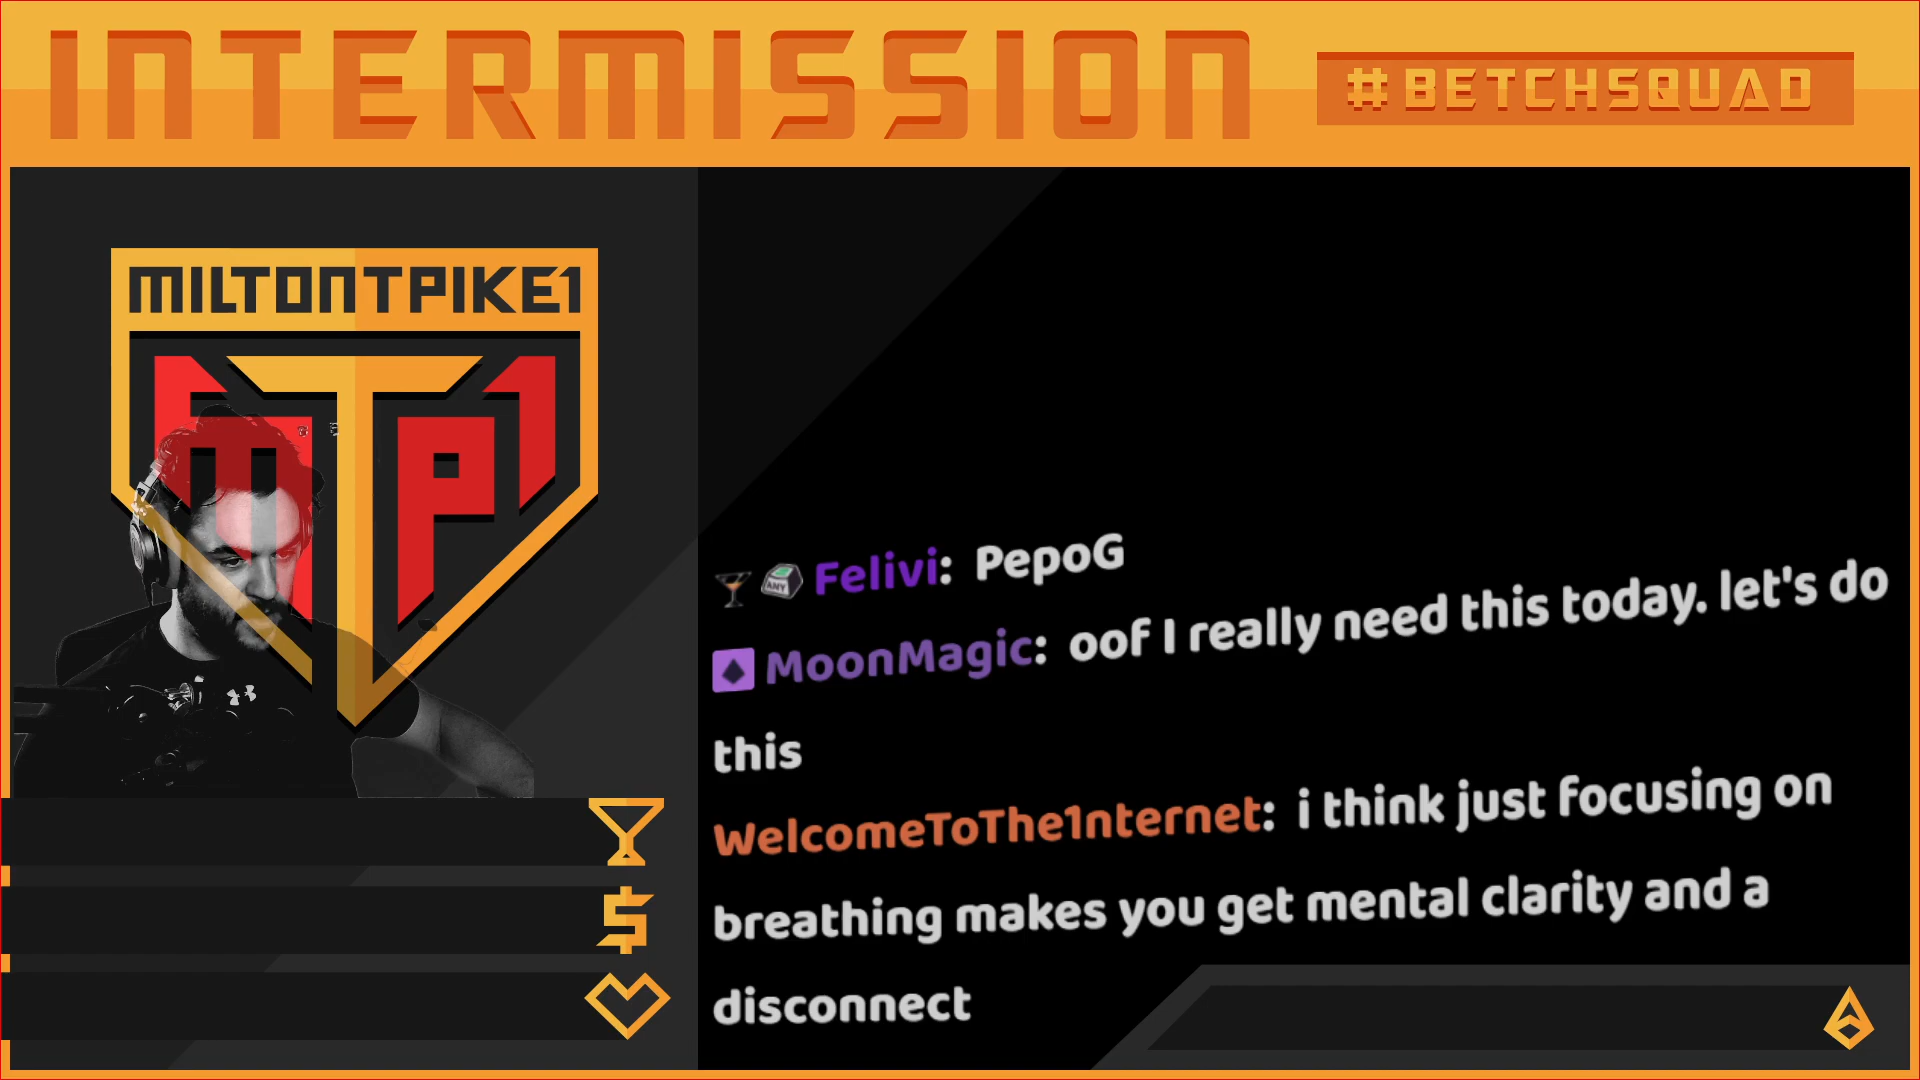 INTERMISSION
#BETCHSQUAD
MILTONTPIKE1
MTP1
ANY
Felivi: PepoG
MoonMagic: oof I really need this today. let's do
this
WelcomeToThe1nternet: i think just focusing on
breathing makes you get mental clarity and a
disconnect
$